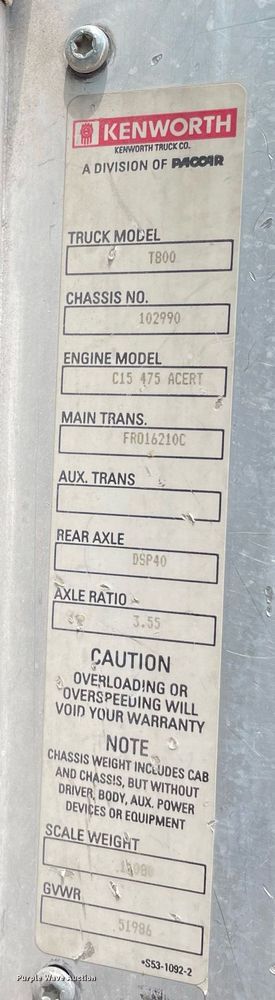 KENWORTH
KENWORTH TRUCK CO.
A DIVISION OF PACCAR
TRUCK MODEL
T800
CHASSIS NO.
102990
ENGINE MODEL
C15 475 ACERT
MAIN TRANS.
FRO16210C
AUX. TRANS
REAR AXLE
DSP40
AXLE RATIO
3.55
CAUTION
OVERLOADING OR
OVERSPEEDING WILL
VOID YOUR WARRANTY
NOTE
CHASSIS WEIGHT INCLUDES CAB
AND CHASSIS, BUT WITHOUT
DRIVER, BODY, AUX. POWER
DEVICES OR EQUIPMENT
SCALE WEIGHT
GVWR
51986
*S53-1092-2
Purple Wave Auction